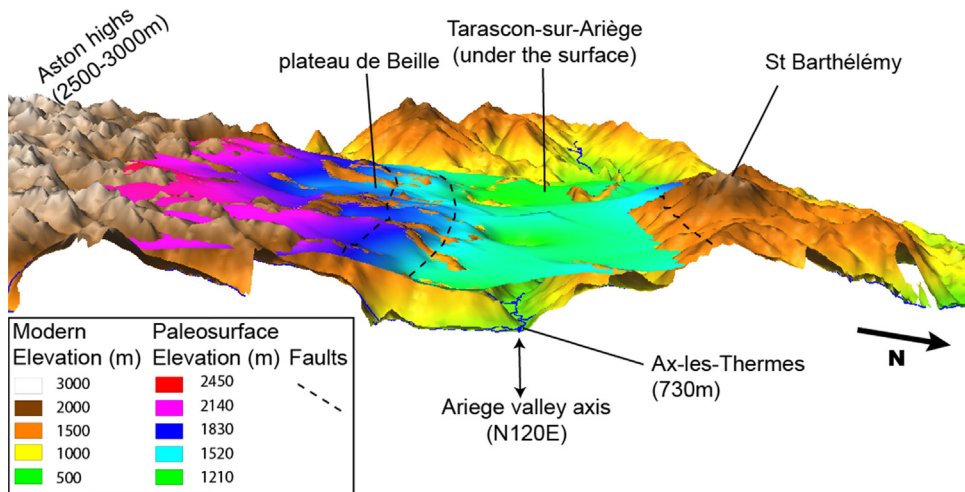 Aston highs
(2500-3000m)
plateau de Beille
Tarascon-sur-Ariège
(under the surface)
St Barthélémy
N
Ax-les-Thermes
(730m)
Ariege valley axis
(N120E)
Modern
Elevation (m)
3000
2000
1500
1000
500
Paleosurface
Elevation (m)
2450
2140
1830
1520
1210
Faults